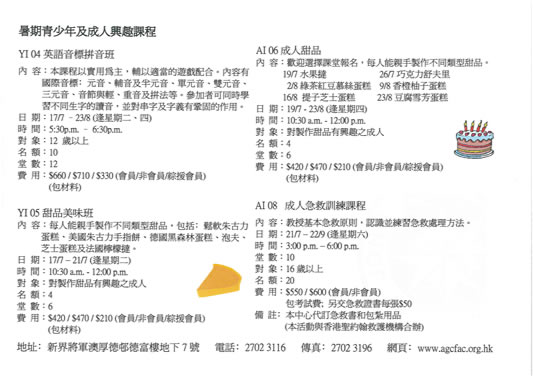 暑期青少年及成人興趣課程
YI 04 英語音標拼音班
內 容：本課程以實用爲主，輔以適當的遊戲配合。內容有
國際音標：元音、輔音及半元音、單元音、雙元音、
三元音、音節與輕、重音及拼法等。參加者可同時學
習不同生字的讀音，並對串字及字義有鞏固的作用。
日 期：17/7 – 23/8 (逢星期二、四)
時 間：5:30p.m. – 6:30p.m.
對 象：12 歲以上
名 額：10
堂 數：12
費 用：$660 / $710 / $330 (會員/非會員/綜援會員)
(包材料)
YI 05 甜品美味班
內 容：每人能親手製作不同類型甜品，包括：鬆軟朱古力
蛋糕、美國朱古力手指餅、德國黑森林蛋糕、泡夫、
芝士蛋糕及法國檸檬撻。
日 期：17/7 – 21/7 (逢星期二)
時 間：10:30 a.m. - 12:00 p.m.
對 象：對製作甜品有興趣之成人
名 額：4
堂 數：6
費 用：$420 / $470 / $210 (會員/非會員/綜援會員)
(包材料)
AI 06 成人甜品
內 容：歡迎選擇課堂報名，每人能親手製作不同類型甜品。
19/7 水果撻 26/7 巧克力舒夫里
2/8 綠茶紅豆慕絲蛋糕 9/8 香橙柚子蛋糕
16/8 提子芝士蛋糕 23/8 豆腐雪芳蛋糕
日 期：19/7 - 23/8 (逢星期四)
時 間：10:30 a.m. - 12:00 p.m.
對 象：對製作甜品有興趣之成人
名 額：4
堂 數：6
費 用：$420 / $470 / $210 (會員/非會員/綜援會員)
(包材料)
AI 08 成人急救訓練課程
內 容：教授基本急救原則，認識並練習急救處理方法。
日 期：21/7 – 22/9 (逢星期六)
時 間：3:00 p.m. – 6:00 p.m.
堂 數：10
對 象：16 歲以上
名 額：20
費 用：$550 / $600 (會員/非會員)
包考試費；另交急救證書每張$50
備 註：本中心代訂急救書和包紮用品
(本活動與香港聖約翰救護機構合辦)
地址：新界將軍澳厚德邨德富樓地下 7 號 電話：2702 3116 傳真：2702 3196 網頁：www.agcfac.org.hk